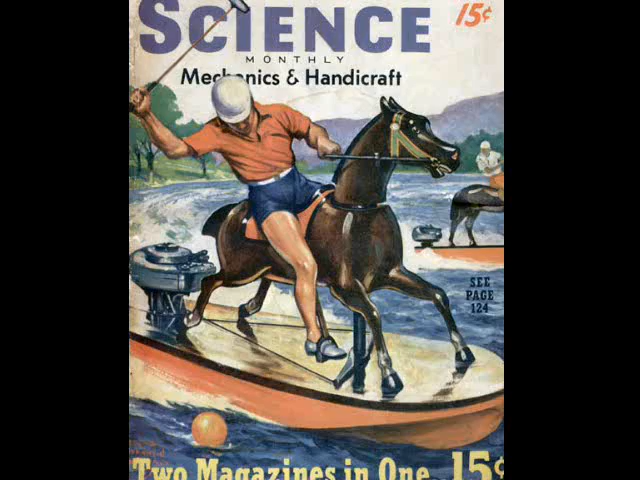 SCIENCE 15¢
MONTHLY
Mechanics & Handicraft
SEE
PAGE
124
Two Magazines in One 15¢